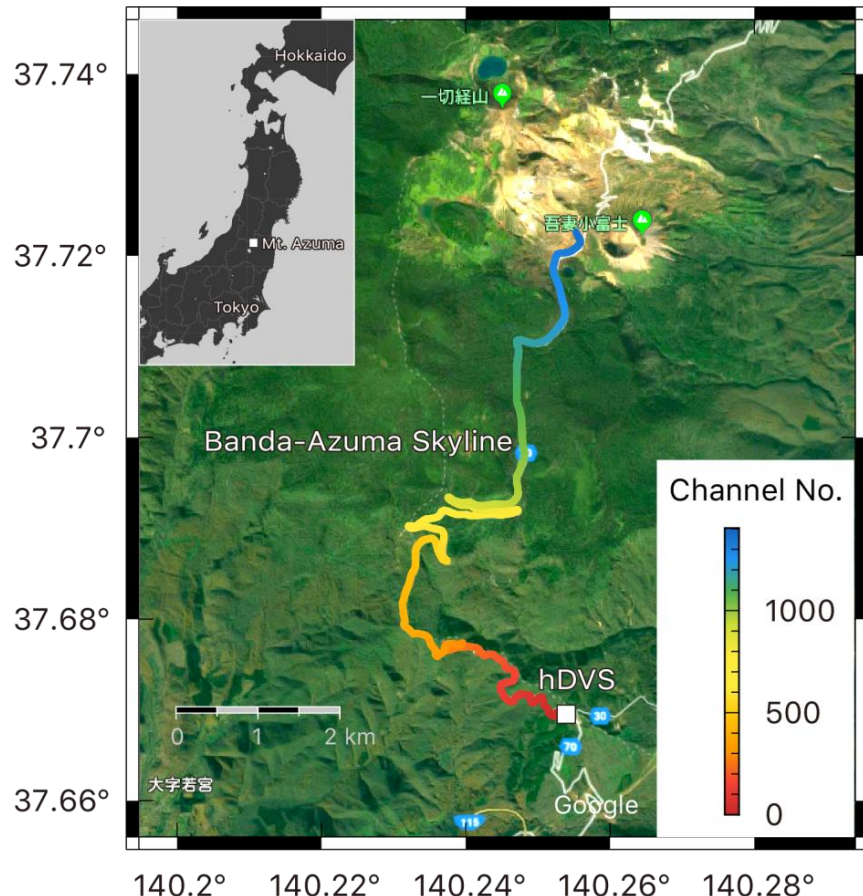 37.74°
37.72°
37.7°
37.68°
37.66°
Hokkaido
Mt. Azuma
Tokyo
一切経山
吾妻小富士
Banda-Azuma Skyline
Channel No.
1000
500
0
hDVS
30
70
115
0 1 2 km
大字若宮
Google
140.2° 140.22° 140.24° 140.26° 140.28°